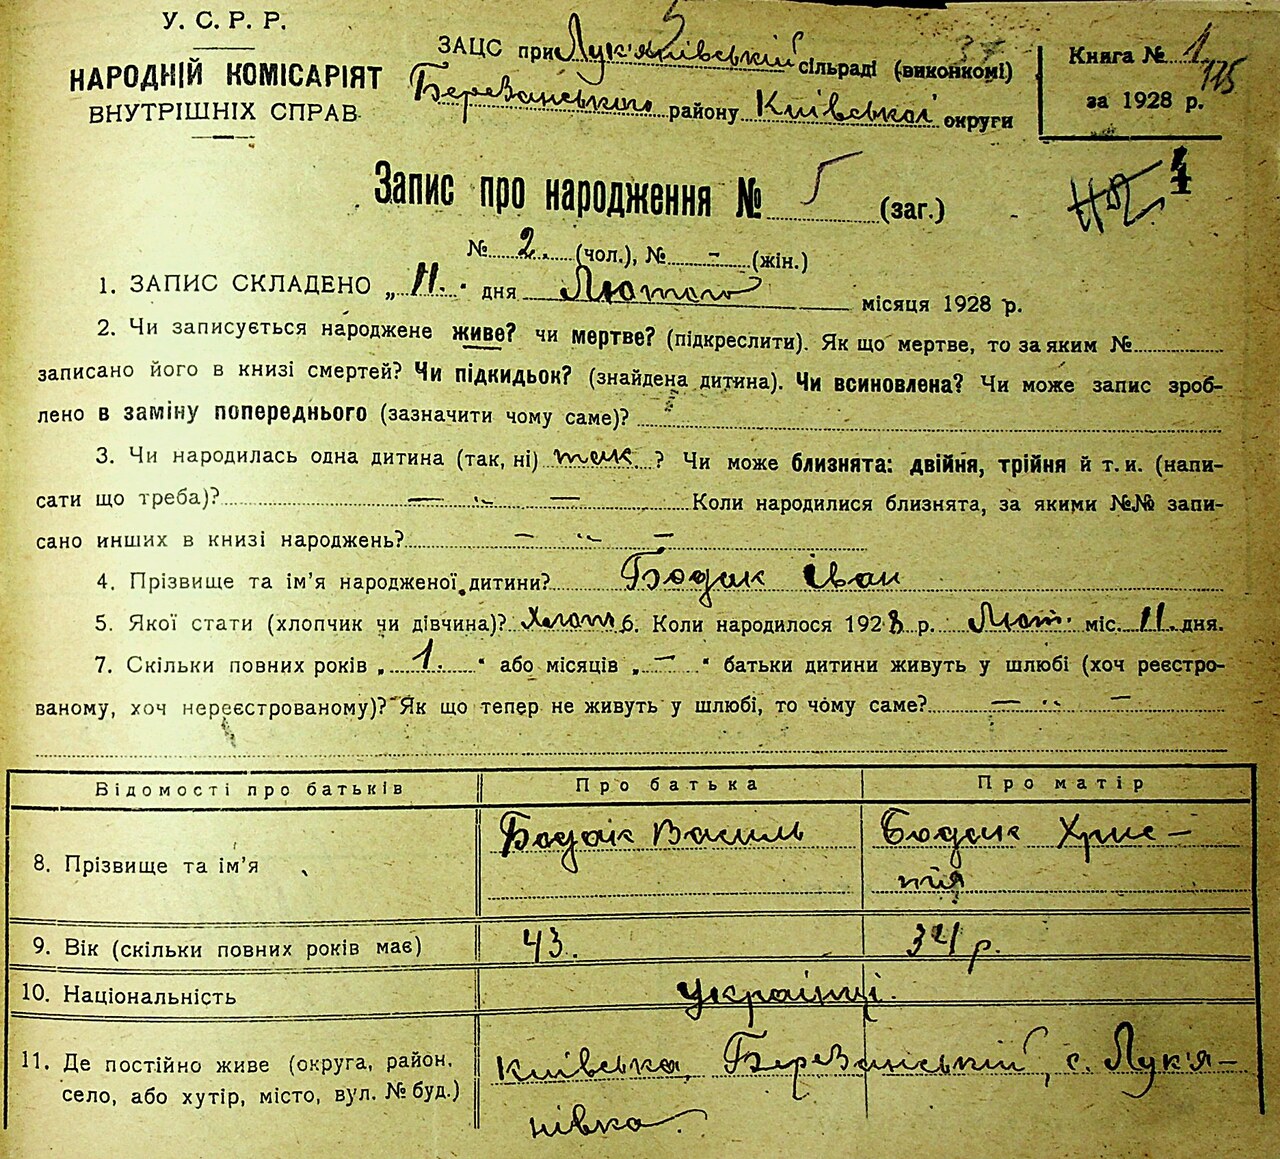 У. С. Р. Р.
НАРОДНІЙ КОМІСАРІЯТ
ВНУТРІШНІХ СПРАВ
5
ЗАЦС при Лук'янівській сільраді (виконкомі)
37
Березанського району Київської округи
Книга № 1
за 1928 р.
125
Запис про народження № 5 (заг.)
4
№ 2. (чол.), № - (жін.)
1. ЗАПИС СКЛАДЕНО „11." дня Лютого місяця 1928 р.
2. Чи записується народжене живе? чи мертве? (підкреслити). Як що мертве, то за яким №
записано його в книзі смертей? Чи підкидьок? (знайдена дитина). Чи всиновлена? Чи може запис зроб-
лено в заміну попереднього (зазначити чому саме)?
3. Чи народилась одна дитина (так, ні) так ? Чи може близнята: двійня, трійня й т. и. (напи-
сати що треба)? — „ — Коли народилися близнята, за якими №№ запи-
сано инших в книзі народжень? — „ —
4. Прізвище та ім'я народженої дитини? Бодак Іван
5. Якої стати (хлопчик чи дівчина)? Хлоп. 6. Коли народилося 1928 р. Лют. міс. 11. дня.
7. Скільки повних років „1." або місяців „—" батьки дитини живуть у шлюбі (хоч реєстро-
ваному, хоч нереєстрованому)? Як що тепер не живуть у шлюбі, то чому саме? — „ —
Відомості про батьків Про батька Про матір
8. Прізвище та ім'я Бодак Василь Бодак Хрис-
тія
9. Вік (скільки повних років має) 43. 34 р.
10. Національність українці.
11. Де постійно живе (округа, район,
село, або хутір, місто, вул. № буд.)
Київська, Березанський, с. Лук'я-
нівка.